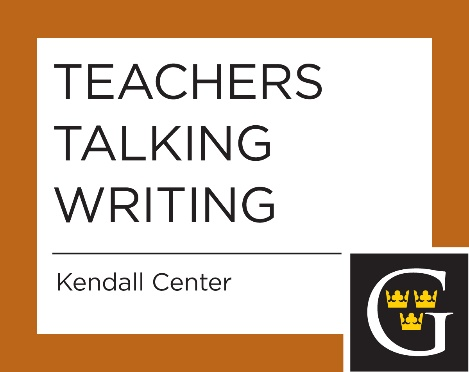 TEACHERS
TALKING
WRITING
Kendall Center
G